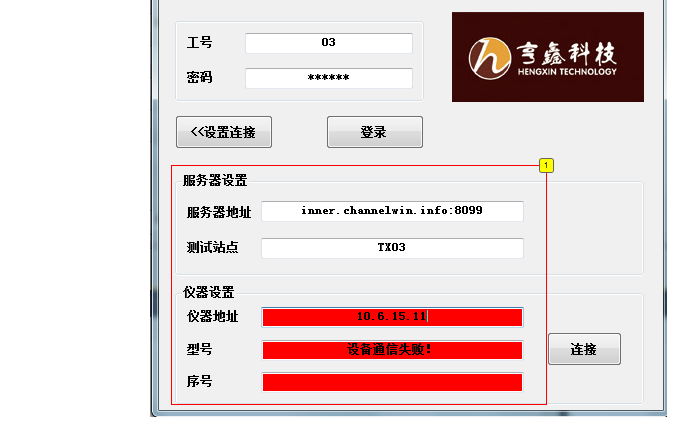 工号 03
密码 ******
亨鑫科技
HENGXIN TECHNOLOGY
<<设置连接 登录
1
服务器设置
服务器地址 inner.channelwin.info:8099
测试站点 TX03
仪器设置
仪器地址 10.6.15.11
型号 设备通信失败!
连接
序号